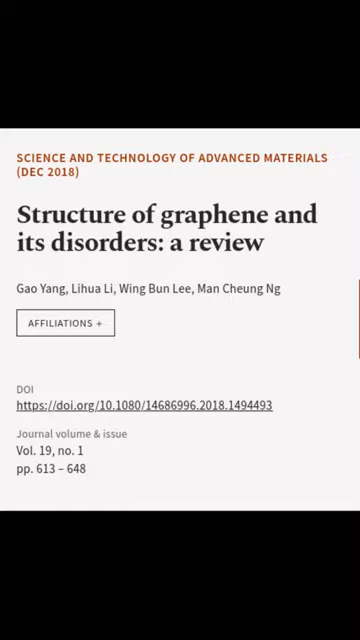 SCIENCE AND TECHNOLOGY OF ADVANCED MATERIALS
(DEC 2018)
Structure of graphene and
its disorders: a review
Gao Yang, Lihua Li, Wing Bun Lee, Man Cheung Ng
AFFILIATIONS +
DOI
https://doi.org/10.1080/14686996.2018.1494493
Journal volume & issue
Vol. 19, no. 1
pp. 613 – 648